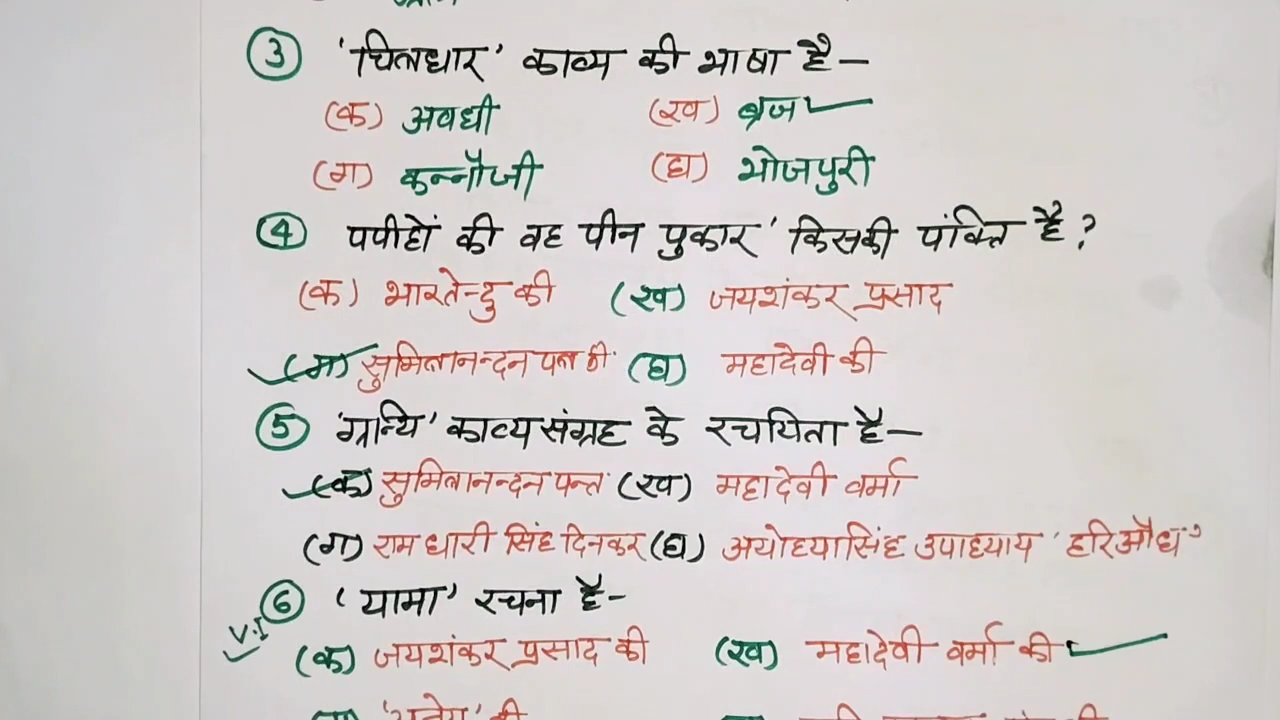 ③ 'चित्रधार' काव्य की भाषा है—
(क) अवधी (ख) ब्रज
(ग) कन्नौजी (घ) भोजपुरी
④ पपीहों की वह पीन पुकार' किसकी पंक्ति है?
(क) भारतेन्दु की (ख) जयशंकर प्रसाद
(ग) सुमित्रानन्दन पन्त की (घ) महादेवी की
⑤ 'ग्रन्थि' काव्यसंग्रह के रचयिता है—
(क) सुमित्रानन्दन पन्त (ख) महादेवी वर्मा
(ग) रामधारी सिंह दिनकर (घ) अयोध्यासिंह उपाध्याय 'हरिऔध'
⑥ 'यामा' रचना है-
V.I
(क) जयशंकर प्रसाद की (ख) महादेवी वर्मा की